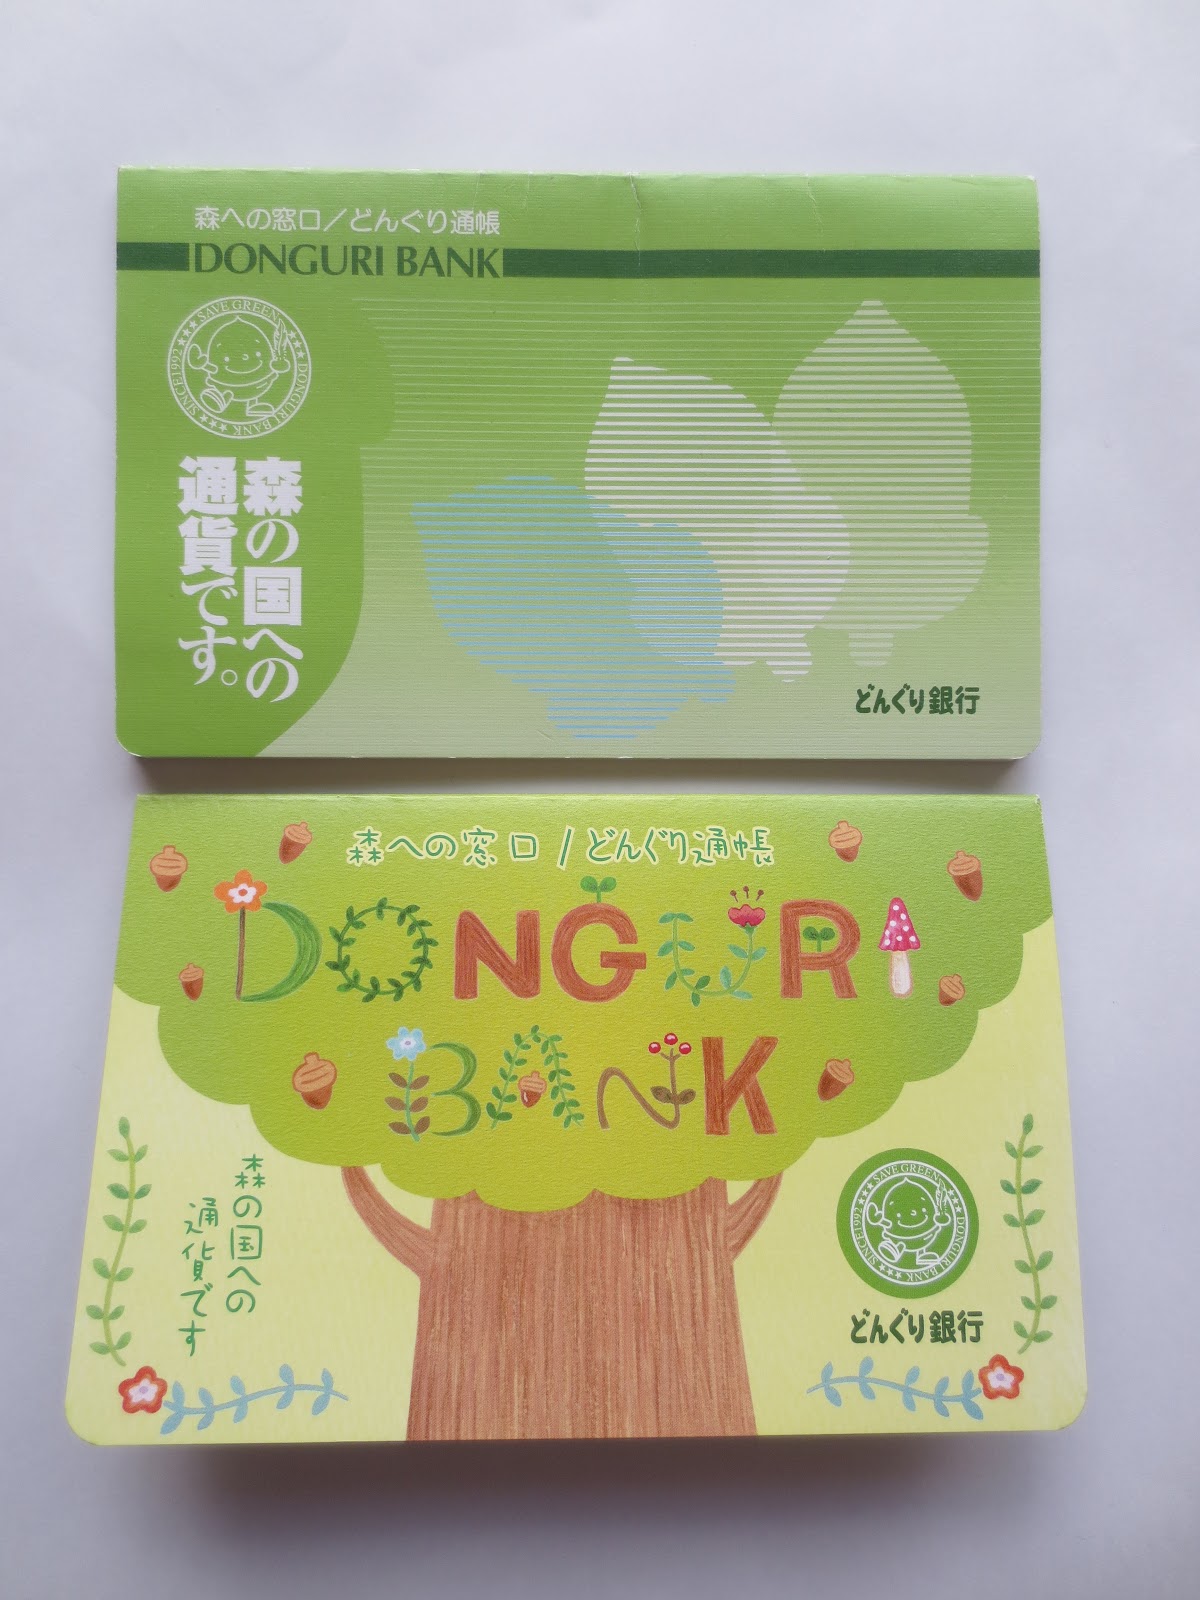 森への窓口／どんぐり通帳
DONGURI BANK
SAVE GREEN ★★★ DONGURI BANK ★★★ SINCE1992 ★★★
森の国への
通貨です。
どんぐり銀行
森への窓口/どんぐり通帳
DONGURI
BANK
森の国への
通貨です
SAVE GREEN ★★★ DONGURI BANK ★★★ SINCE1992 ★★★
どんぐり銀行